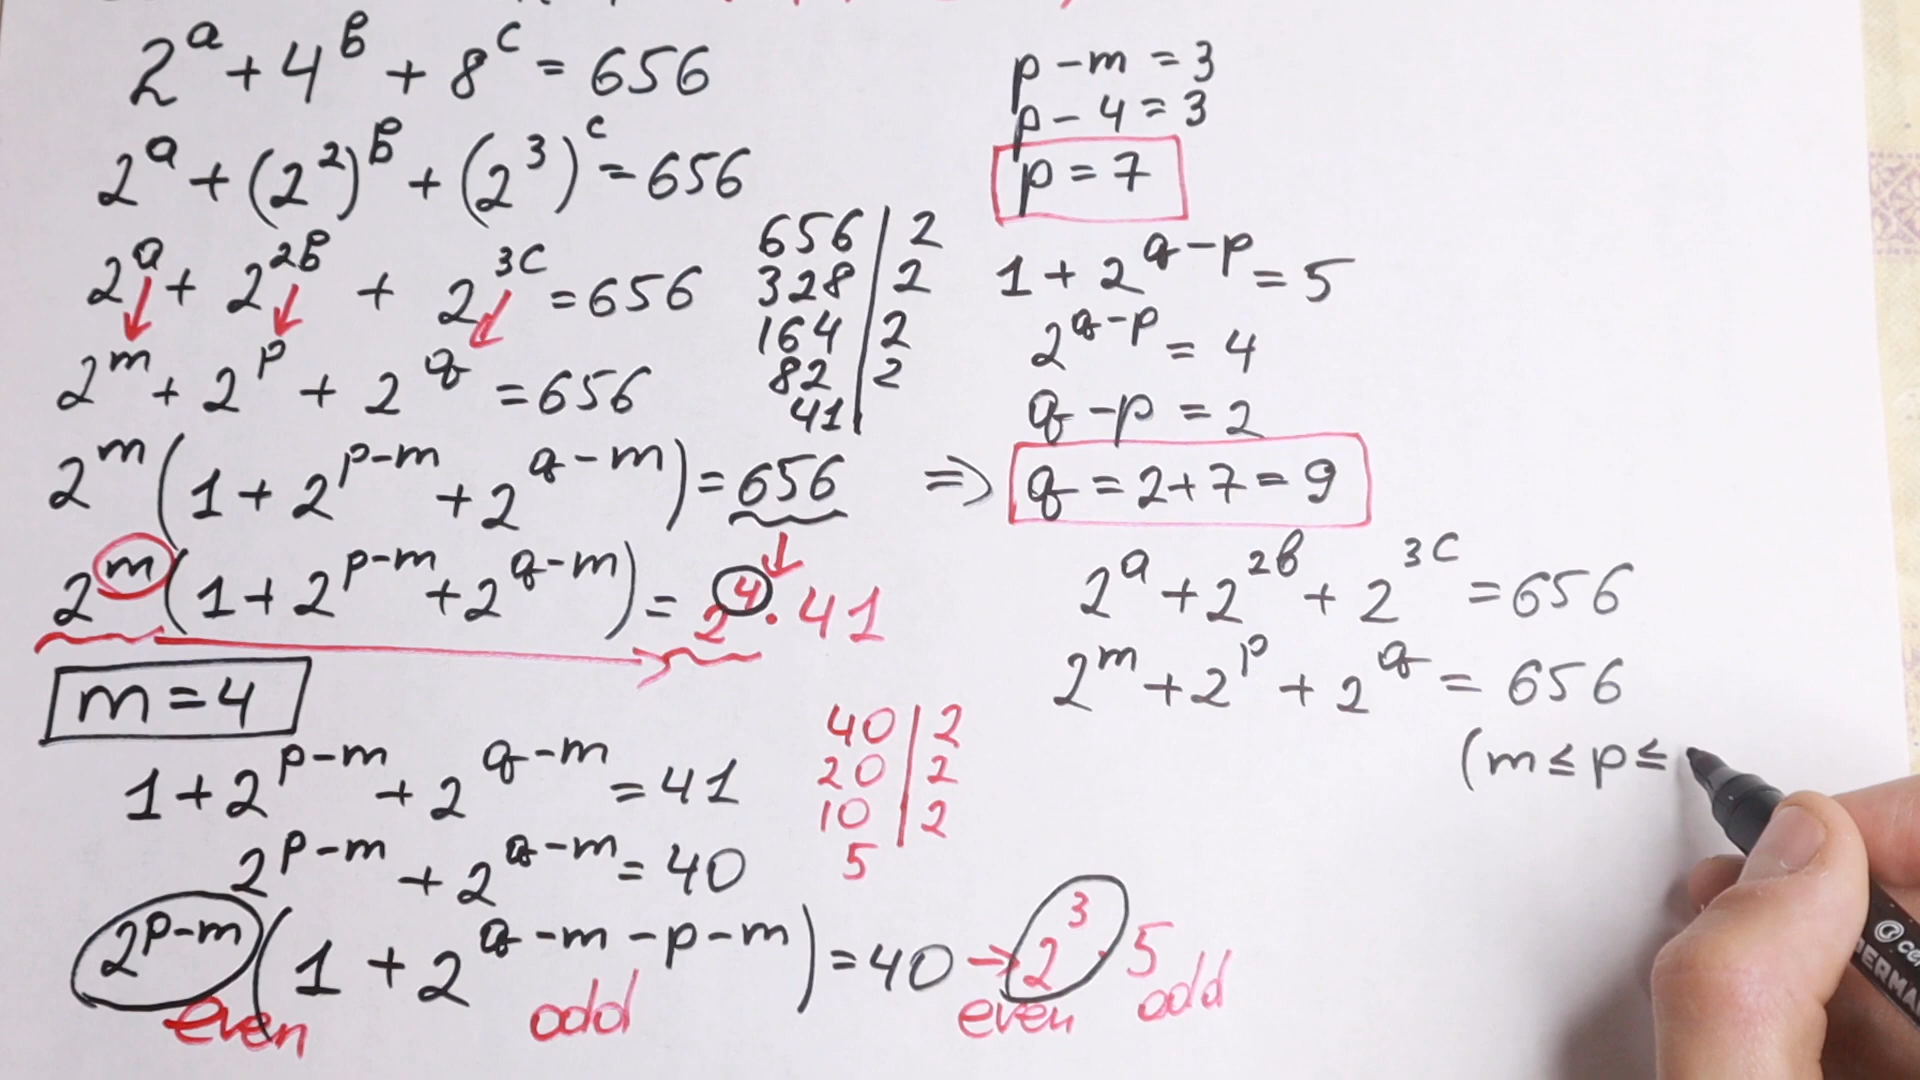 2^a + 4^b + 8^c = 656
2^a + (2^2)^b + (2^3)^c = 656
2^a + 2^2b + 2^3c = 656
2^m + 2^p + 2^q = 656
2^m (1 + 2^p-m + 2^q-m) = 656
2^m (1 + 2^p-m + 2^q-m) = 2^4 · 41
m = 4
1 + 2^p-m + 2^q-m = 41
2^p-m + 2^q-m = 40
2^p-m (1 + 2^q-m-p-m) = 40 → 2^3 · 5
even odd even odd
656 | 2
328 | 2
164 | 2
82 | 2
41 |
40 | 2
20 | 2
10 | 2
5
p - m = 3
p - 4 = 3
p = 7
1 + 2^q-p = 5
2^q-p = 4
q - p = 2
⇒ q = 2 + 7 = 9
2^a + 2^2b + 2^3c = 656
2^m + 2^p + 2^q = 656
(m ≤ p ≤